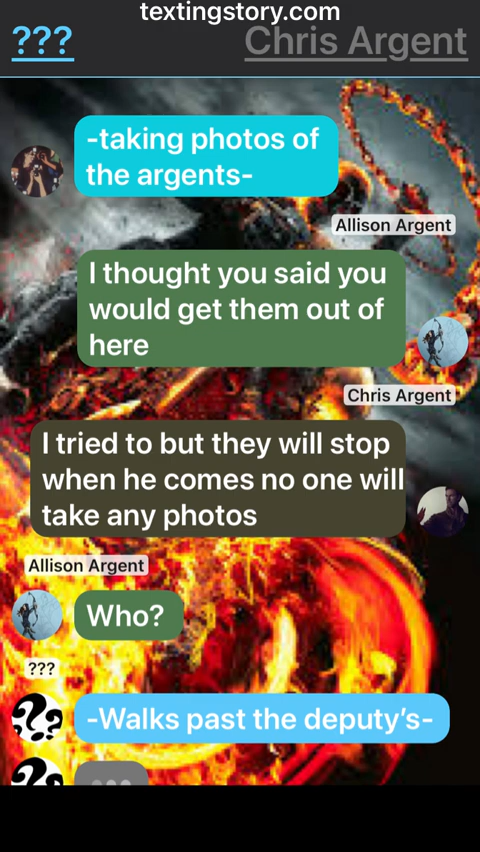 textingstory.com
??? Chris Argent
-taking photos of
the argents-
Allison Argent
I thought you said you
would get them out of
here
Chris Argent
I tried to but they will stop
when he comes no one will
take any photos
Allison Argent
Who?
???
-Walks past the deputy’s-